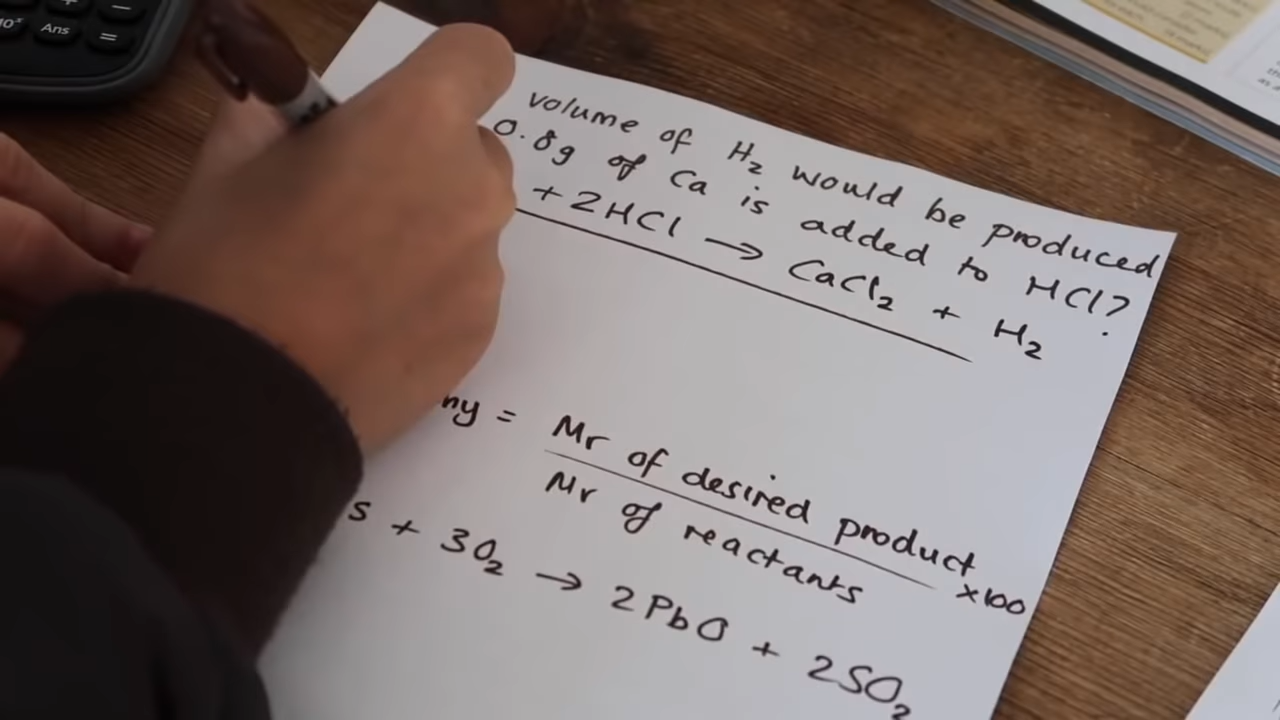 Ans =
volume of H₂ would be produced
0.8g of Ca is added to HCl?
+ 2HCl → CaCl₂ + H₂
ny = Mr of desired product
Mr of reactants ×100
s + 3O₂ → 2PbO + 2SO₂